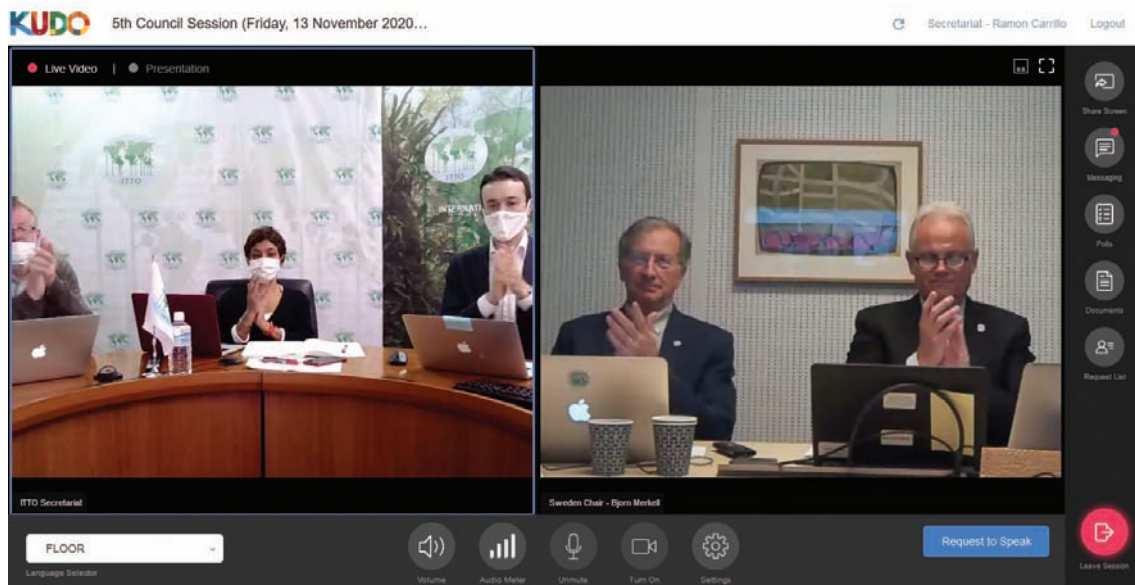 KUDO
5th Council Session (Friday, 13 November 2020...
Secretariat - Ramon Carrillo
Logout
Live Video | Presentation
Share Screen
Messaging
Polls
Documents
Request List
ITTO
ITTO
ITTO Secretariat
Sweden Chair - Bjorn Merkell
FLOOR
Language Selector
Volume
Audio Meter
Unmute
Turn On
Settings
Request to Speak
Leave Session